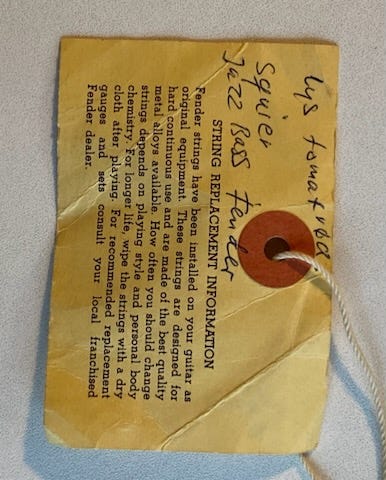 lys tomatröd
Squier
Jazz Bass Fender
STRING REPLACEMENT INFORMATION
Fender strings have been installed on your guitar as
original equipment. These strings are designed for
hard continuous use and are made of the best quality
metal alloys available. How often you should change
strings depends on playing style and personal body
chemistry. For longer life, wipe the strings with a dry
cloth after playing. For recommended replacement
gauges and sets consult your local franchised
Fender dealer.